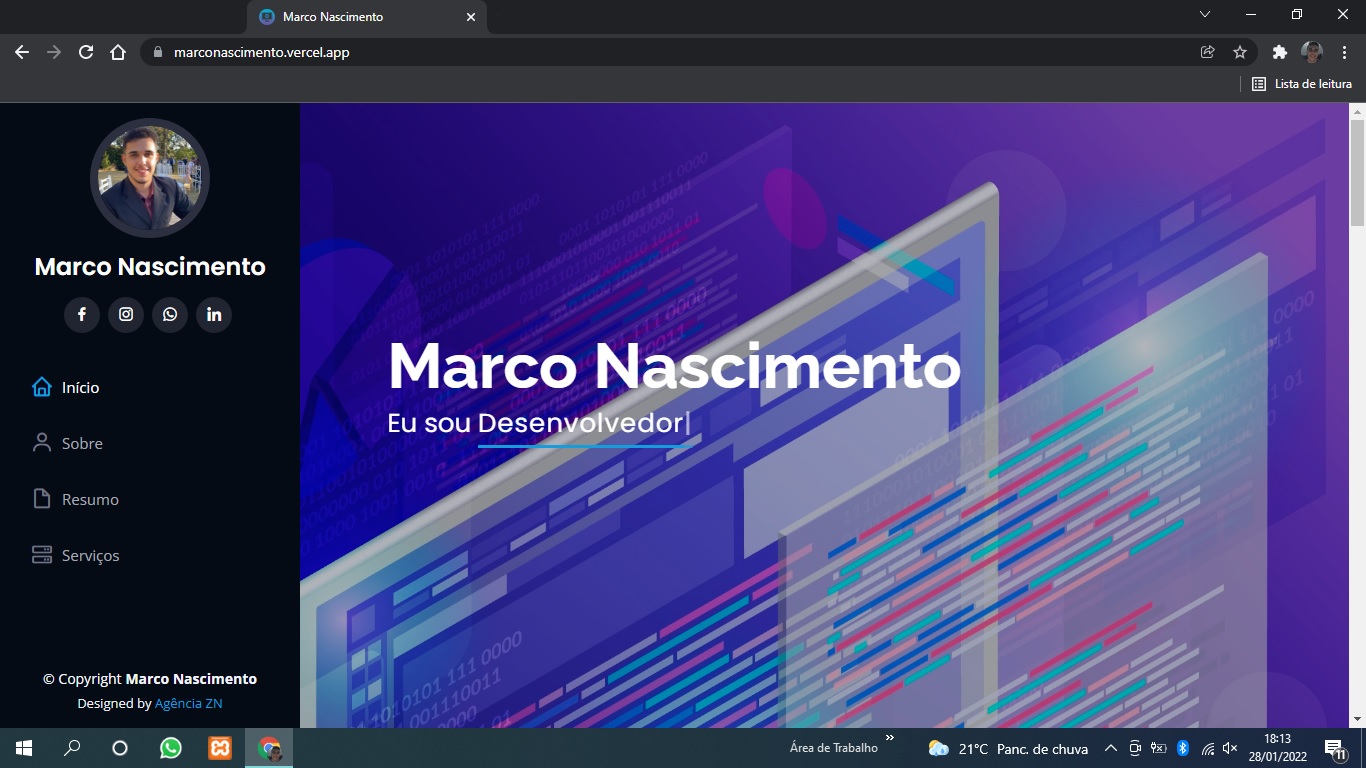 Marco Nascimento
marconascimento.vercel.app
Lista de leitura
Marco Nascimento
Início
Sobre
Resumo
Serviços
© Copyright Marco Nascimento
Designed by Agência ZN
Marco Nascimento
Eu sou Desenvolvedor|
Área de Trabalho
21°C Panc. de chuva
18:13
28/01/2022
11